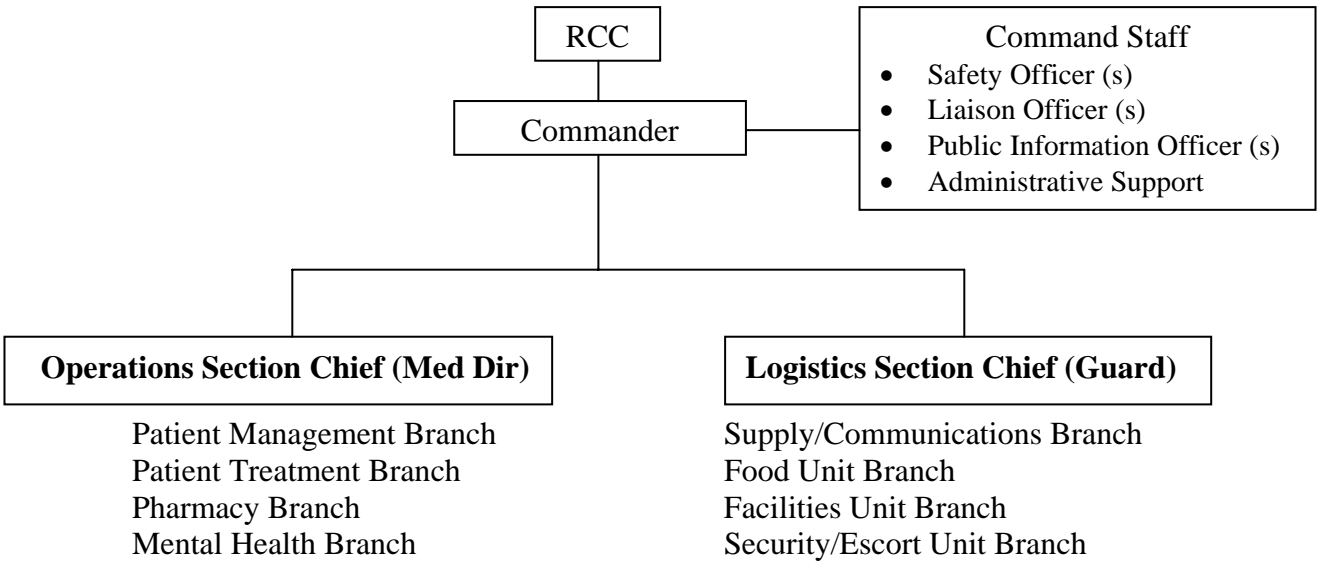 RCC
Commander
Command Staff
• Safety Officer (s)
• Liaison Officer (s)
• Public Information Officer (s)
• Administrative Support
Operations Section Chief (Med Dir)
Patient Management Branch
Patient Treatment Branch
Pharmacy Branch
Mental Health Branch
Logistics Section Chief (Guard)
Supply/Communications Branch
Food Unit Branch
Facilities Unit Branch
Security/Escort Unit Branch